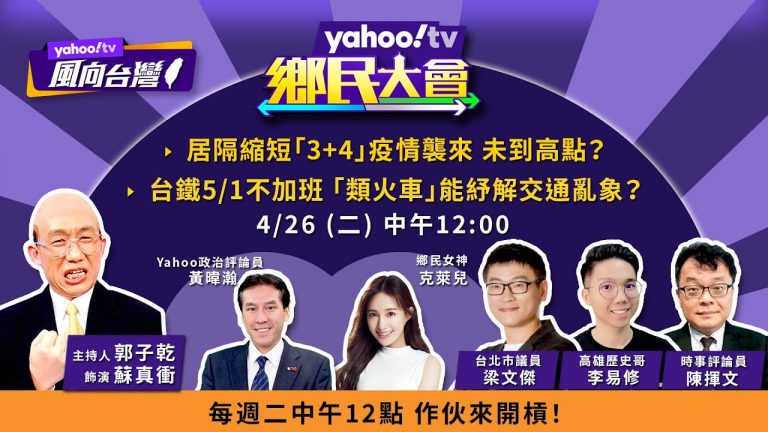 yahoo!tv
風向台灣
yahoo!tv
鄉民大會
居隔縮短「3+4」疫情襲來 未到高點?
台鐵5/1不加班 「類火車」能紓解交通亂象?
4/26 (二) 中午12:00
Yahoo政治評論員
黃暐瀚
鄉民女神
克萊兒
主持人 郭子乾
飾演 蘇真衝
台北市議員
梁文傑
高雄歷史哥
李易修
時事評論員
陳揮文
每週二中午12點 作伙來開槓!